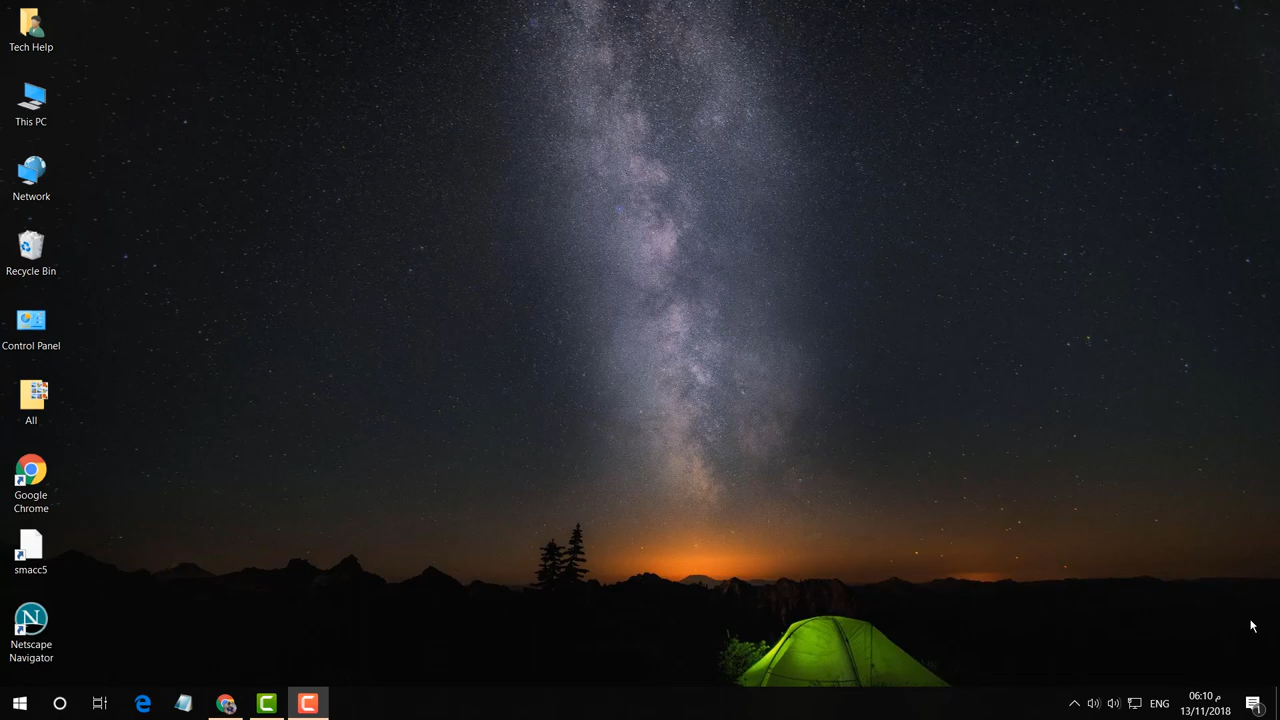 Tech Help
This PC
Network
Recycle Bin
Control Panel
All
Google
Chrome
smacc5
Netscape
Navigator
ENG
06:10 م
13/11/2018
1